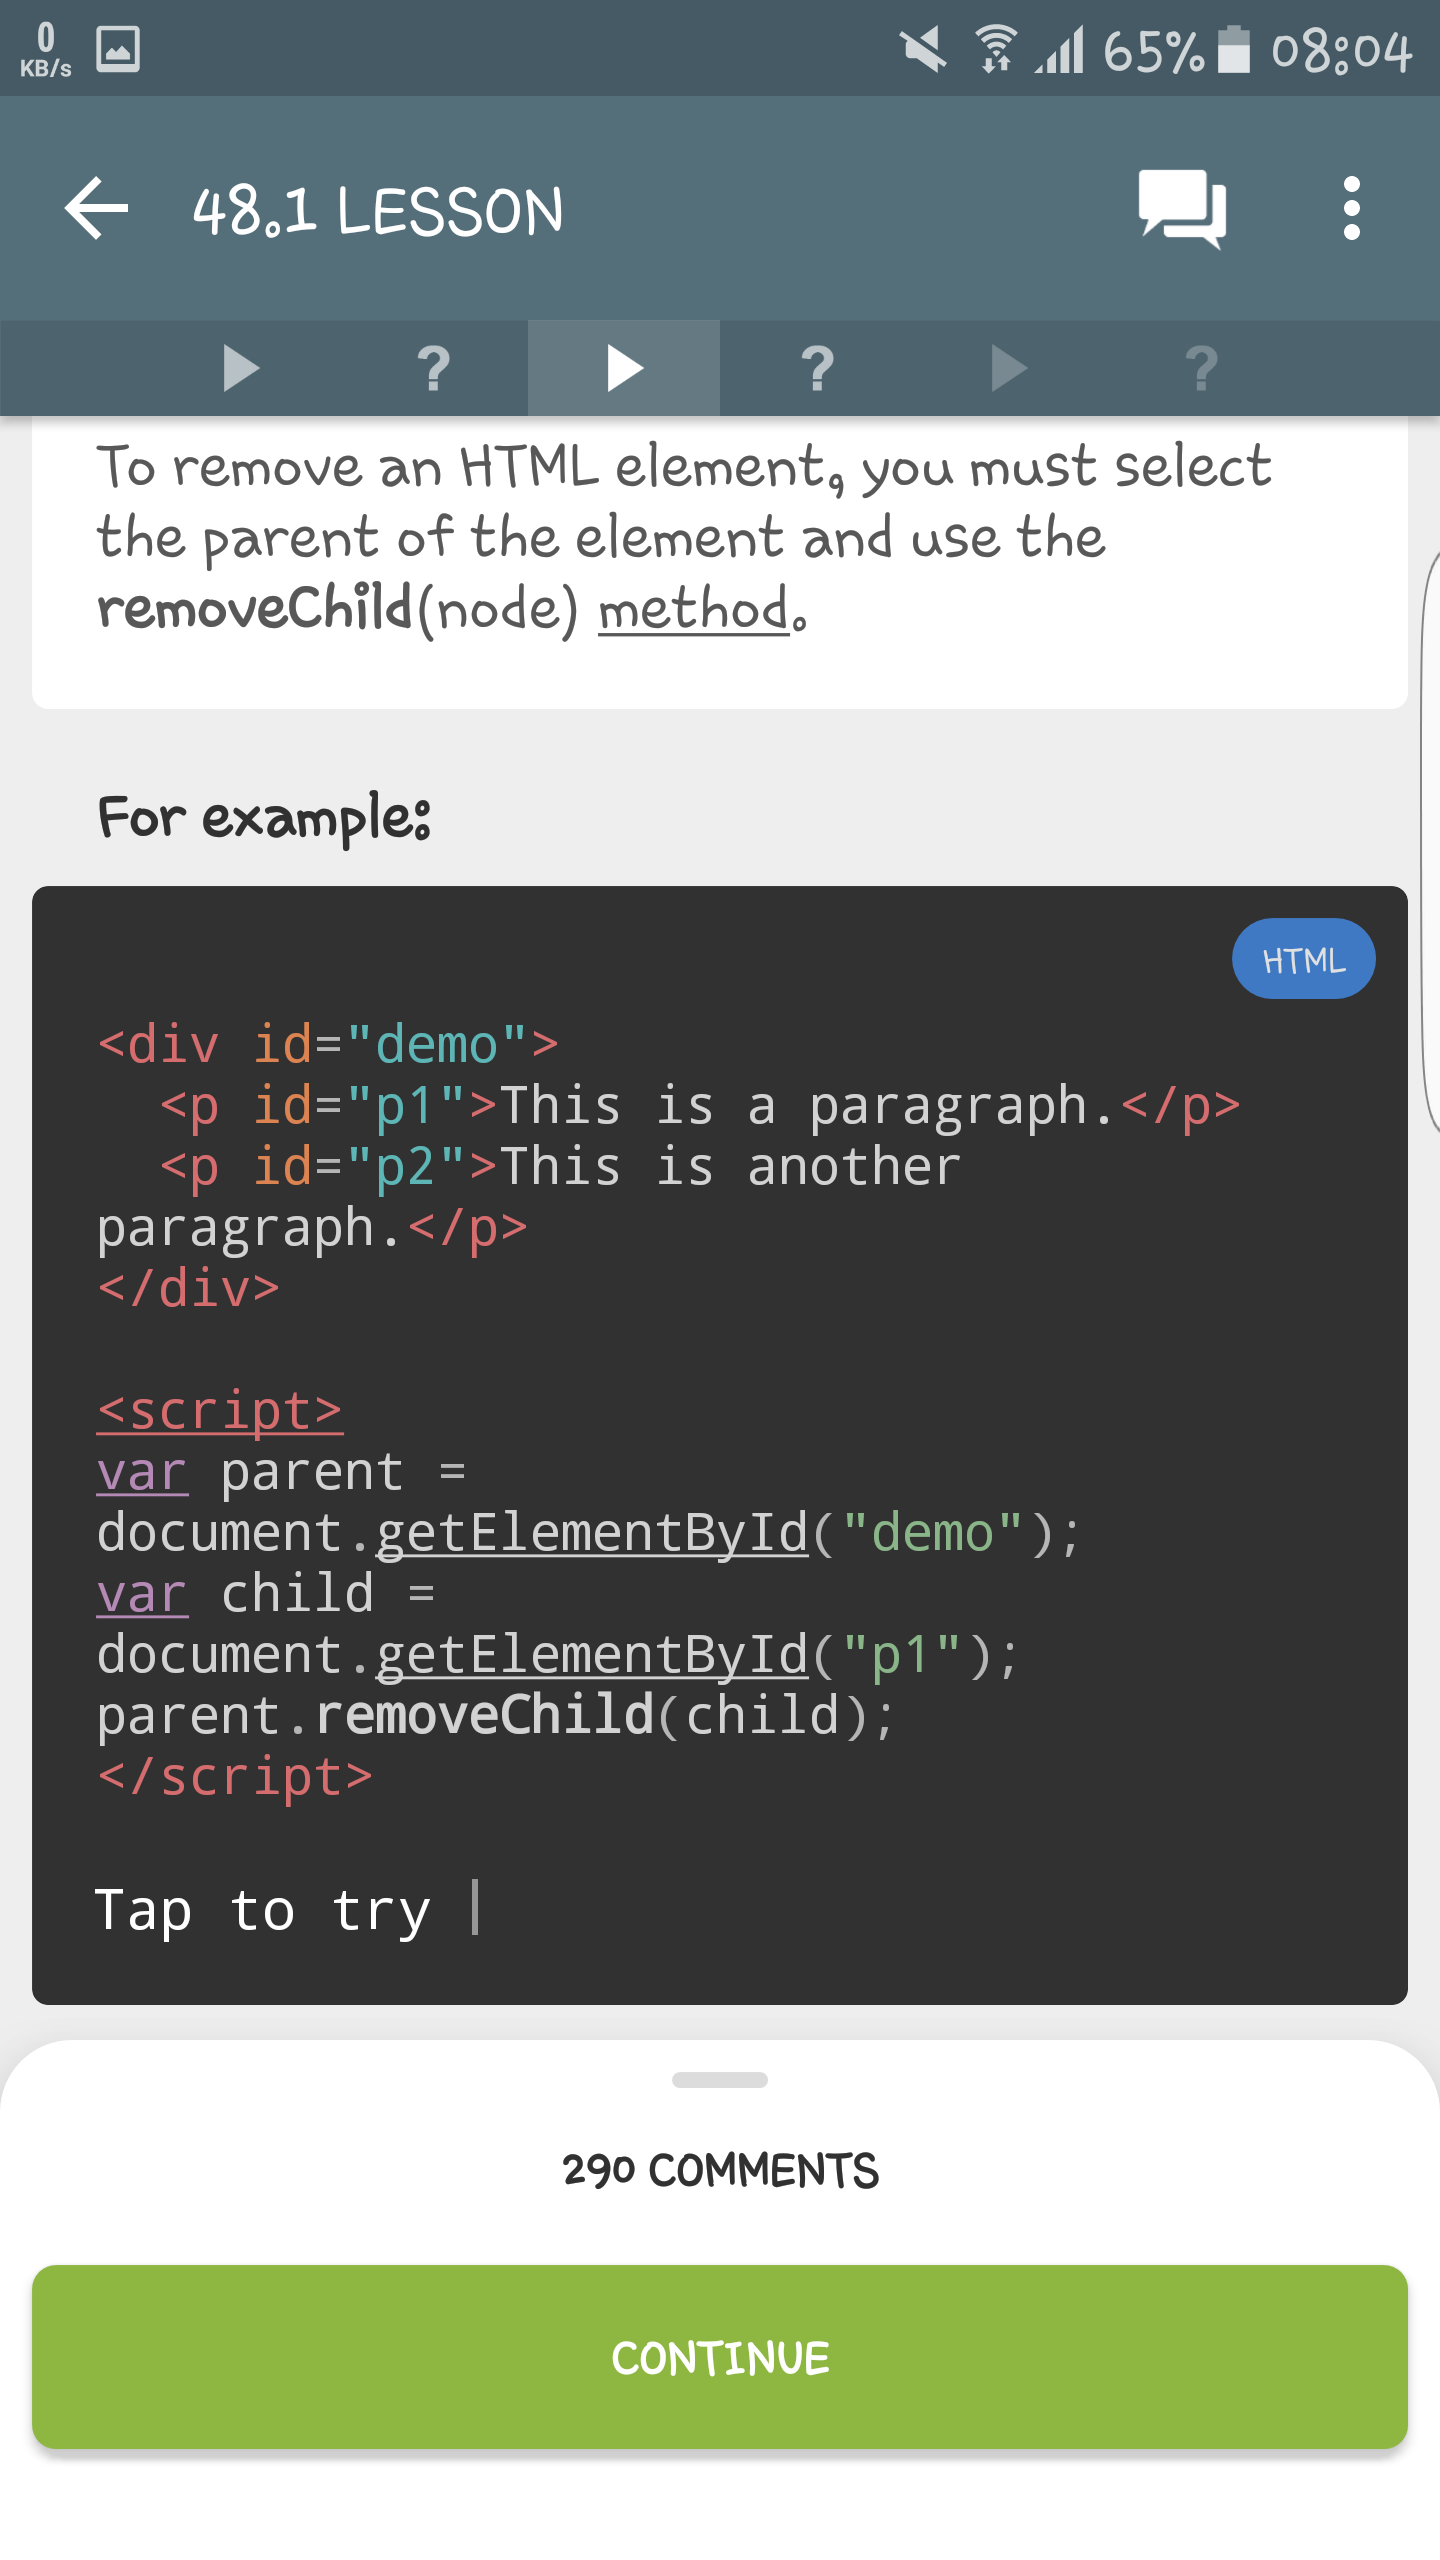 0
KB/s
65%
08:04
48.1 LESSON
?
?
?
To remove an HTML element, you must select
the parent of the element and use the
removeChild(node) method.
For example:
HTML
<div id="demo">
  <p id="p1">This is a paragraph.</p>
  <p id="p2">This is another
paragraph.</p>
</div>
<script>
var parent =
document.getElementById("demo");
var child =
document.getElementById("p1");
parent.removeChild(child);
</script>
Tap to try
290 COMMENTS
CONTINUE